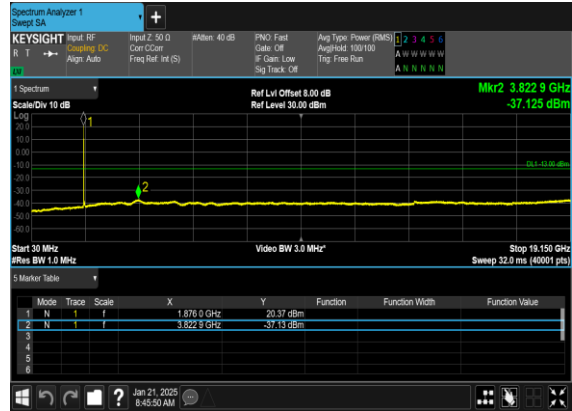 Spectrum Analyzer 1
Swept SA
+
KEYSIGHT Input: RF Input Z: 50 Ω #Atten: 40 dB PNO: Fast Avg Type: Power (RMS) 1 2 3 4 5 6
R T Coupling: DC Corr CCorr Gate: Off Avg|Hold: 100/100 A W W W W W
Align: Auto Freq Ref: Int (S) IF Gain: Low Trig: Free Run
Sig Track: Off A N N N N N
1 Spectrum Ref Lvl Offset 8.00 dB Mkr2 3.822 9 GHz
Scale/Div 10 dB Ref Level 30.00 dBm -37.125 dBm
Log
20.0
10.0
0.00
-10.0
-20.0
-30.0
-40.0
-50.0
-60.0
1
2
DL1 -13.00 dBm
Start 30 MHz Video BW 3.0 MHz* Stop 19.150 GHz
#Res BW 1.0 MHz Sweep 32.0 ms (40001 pts)
5 Marker Table
Mode Trace Scale X Y Function Function Width Function Value
1 N 1 f 1.876 0 GHz 20.37 dBm
2 N 1 f 3.822 9 GHz -37.13 dBm
3
4
5
6
? Jan 21, 2025
8:45:50 AM